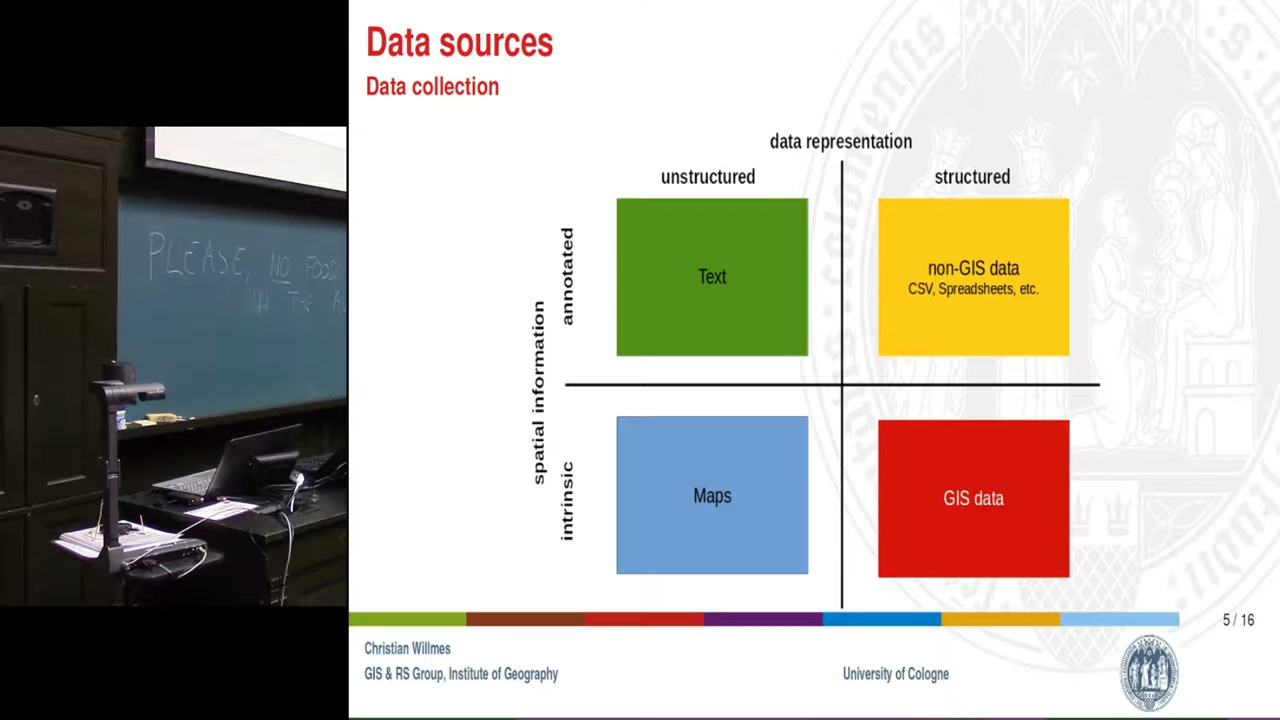 Data sources
Data collection
data representation
unstructured
structured
spatial information
annotated
intrinsic
Text
non-GIS data
CSV, Spreadsheets, etc.
Maps
GIS data
PLEASE, NO FOOD
IN THE
5 / 16
Christian Willmes
GIS & RS Group, Institute of Geography
University of Cologne